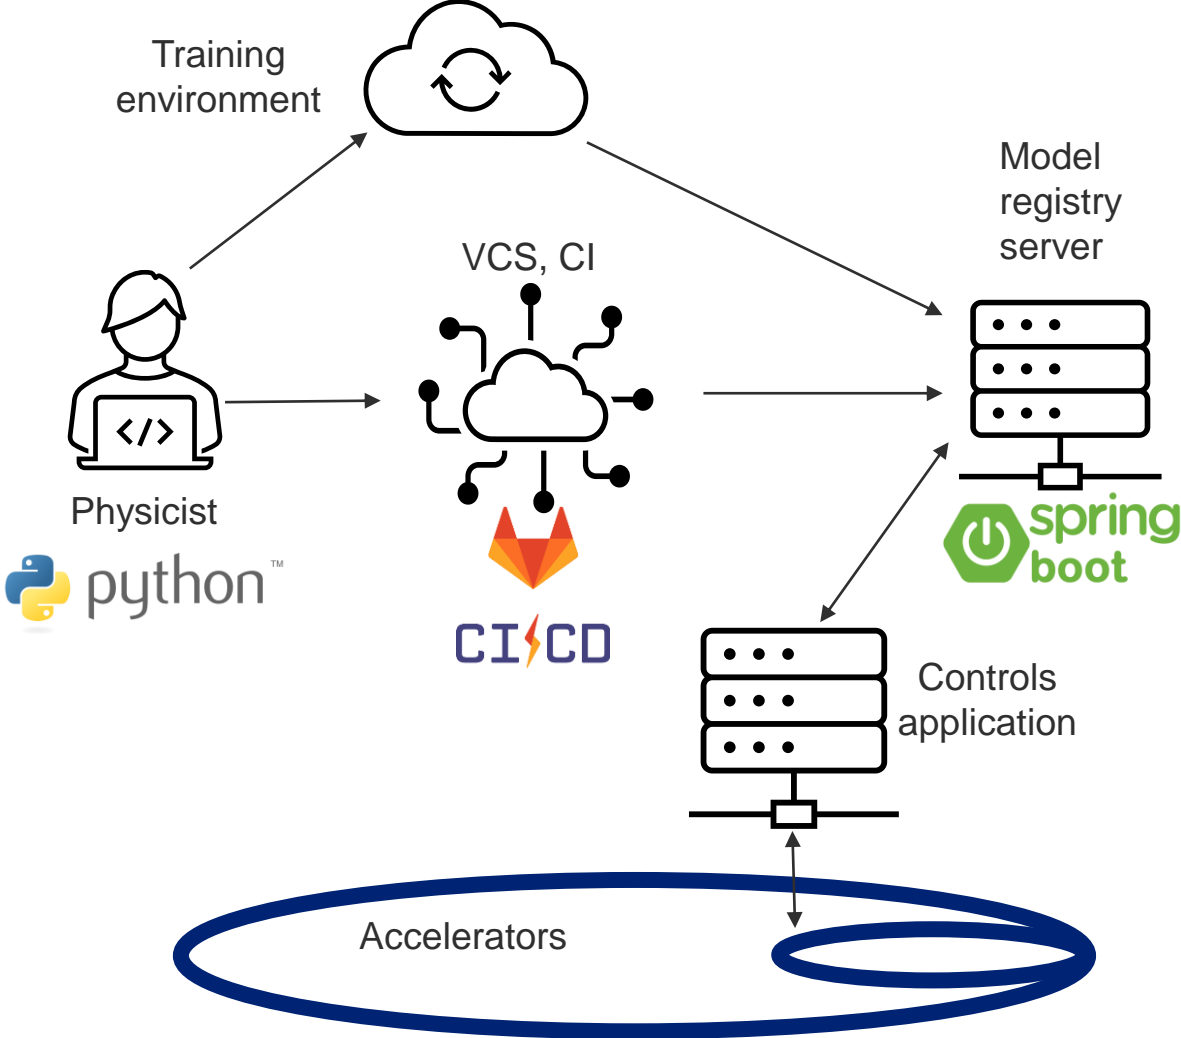 Training
environment
Model
registry
server
VCS, CI
</>
Physicist
python™
CI CD
spring
boot
Controls
application
Accelerators